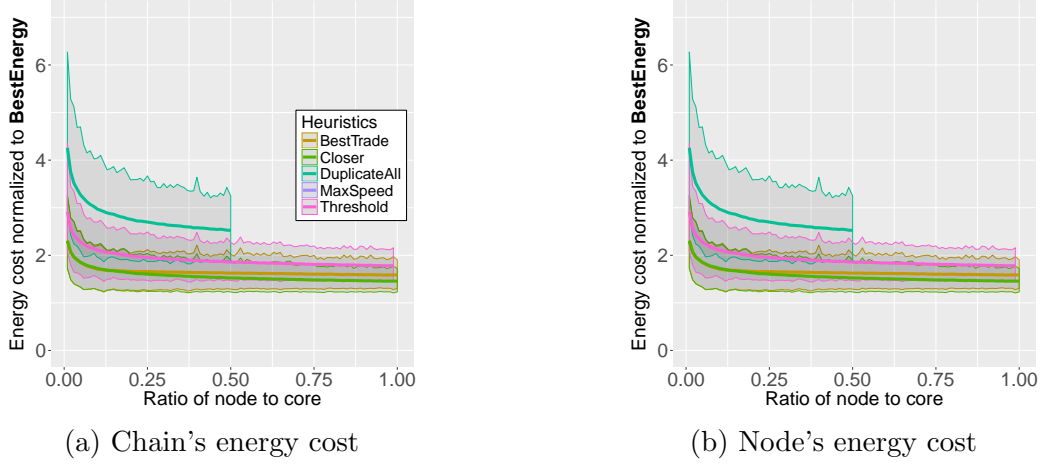 Energy cost normalized to BestEnergy
6
4
2
0
0.00 0.25 0.50 0.75 1.00
Ratio of node to core
Heuristics
BestTrade
Closer
DuplicateAll
MaxSpeed
Threshold
(a) Chain's energy cost
Energy cost normalized to BestEnergy
6
4
2
0
0.00 0.25 0.50 0.75 1.00
Ratio of node to core
(b) Node's energy cost